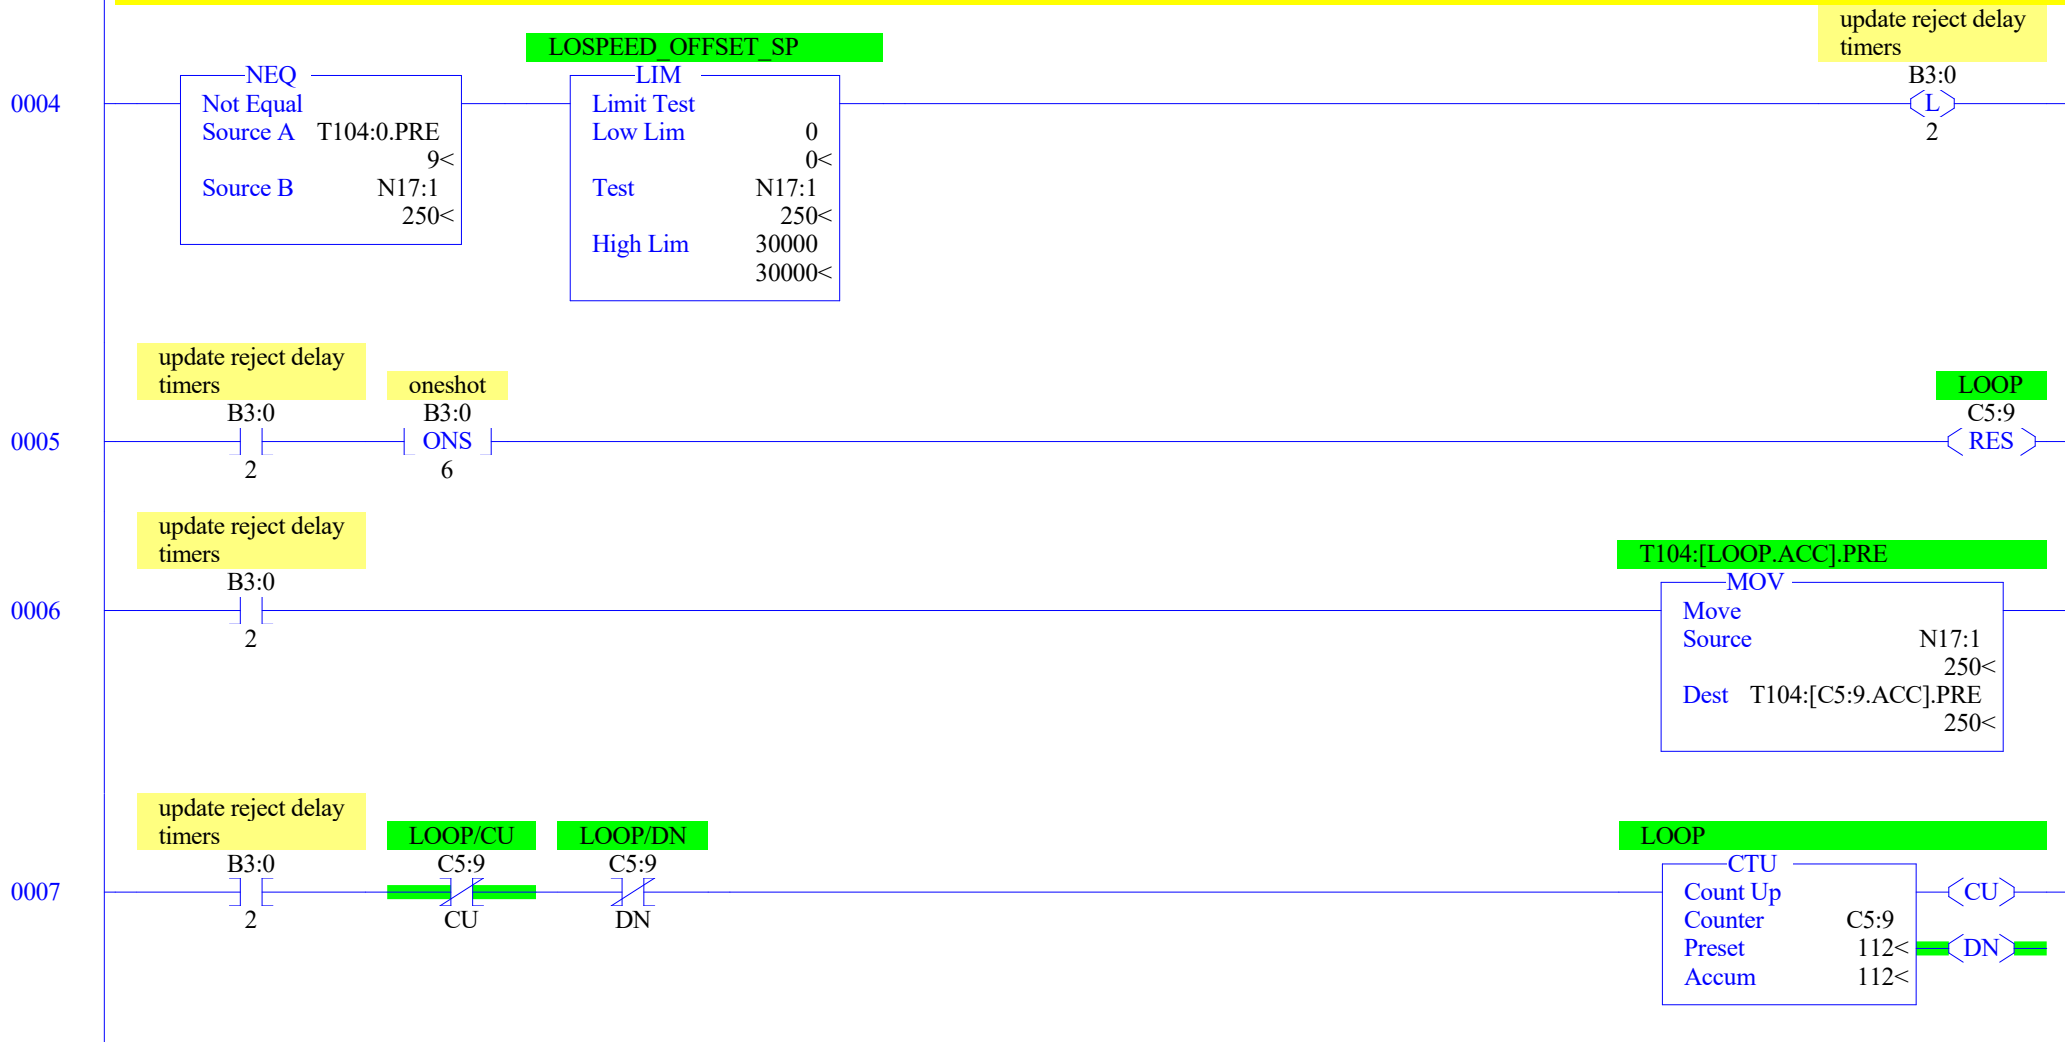 update reject delay
timers
LOSPEED_OFFSET_SP
B3:0
NEQ
LIM
0004
Not Equal
Limit Test
L
Source A T104:0.PRE
Low Lim 0
2
9<
0<
Source B N17:1
Test N17:1
250<
250<
High Lim 30000
30000<
update reject delay
timers
oneshot
LOOP
B3:0
B3:0
C5:9
0005
ONS
RES
2
6
update reject delay
timers
T104:[LOOP.ACC].PRE
B3:0
MOV
0006
Move
2
Source N17:1
250<
Dest T104:[C5:9.ACC].PRE
250<
update reject delay
timers
LOOP/CU
LOOP/DN
LOOP
B3:0
C5:9
C5:9
CTU
0007
Count Up
CU
2
CU
DN
Counter C5:9
Preset 112<
DN
Accum 112<